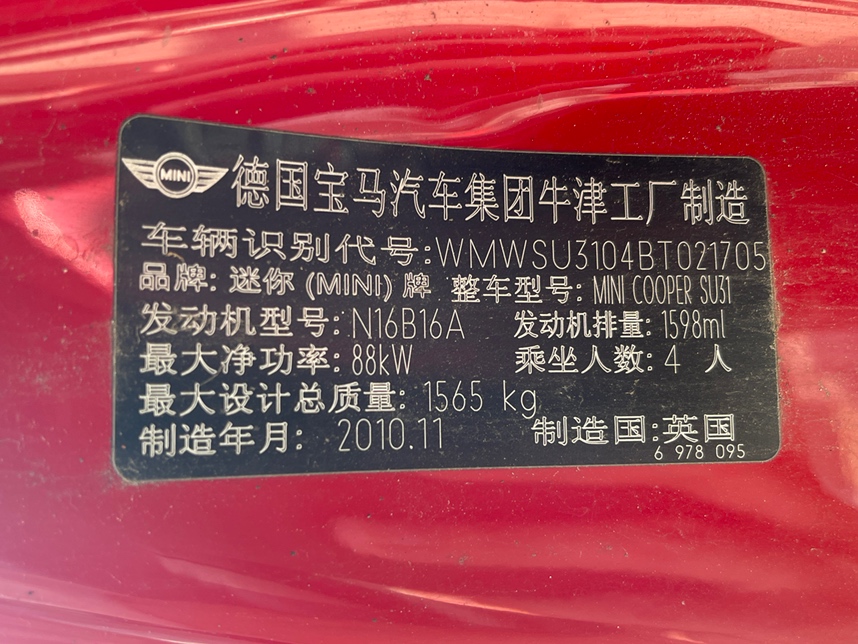 MINI 德国宝马汽车集团牛津工厂制造
车辆识别代号:WMWSU3104BT021705
品牌: 迷你 (MINI) 牌 整车型号: MINI COOPER SU31
发动机型号: N16B16A 发动机排量: 1598ml
最大净功率: 88kW 乘坐人数: 4 人
最大设计总质量: 1565 kg
制造年月: 2010.11 制造国:英国
6 978 095